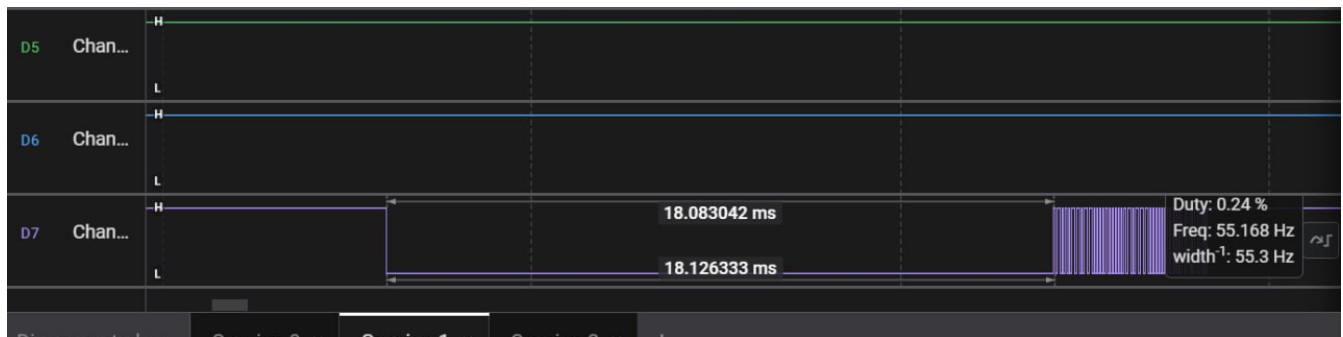 H
D5 Chan...
L
H
D6 Chan...
L
H
18.083042 ms
Duty: 0.24 %
D7 Chan...
Freq: 55.168 Hz
width-1: 55.3 Hz
L
18.126333 ms